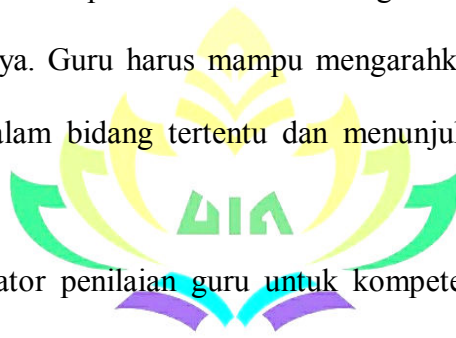 ya. Guru harus mampu mengarahk
alam bidang tertentu dan menunjuk
UIN
ator penilaian guru untuk kompete